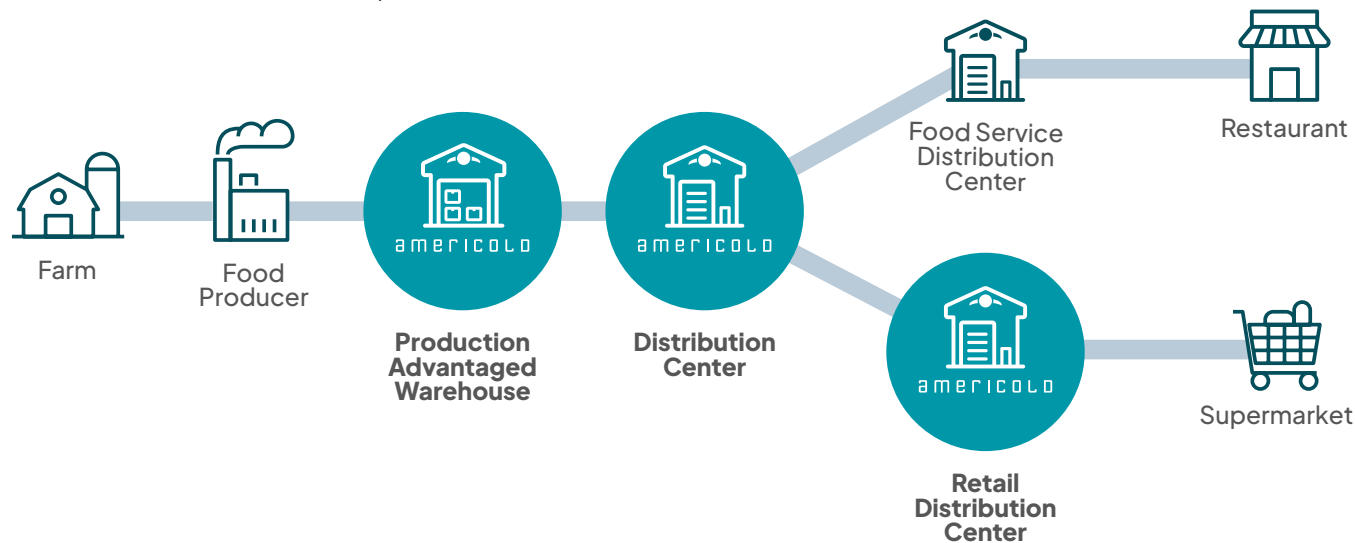 Farm
Food
Producer
americold
Production
Advantaged
Warehouse
americold
Distribution
Center
Food Service
Distribution
Center
Restaurant
americold
Retail
Distribution
Center
Supermarket